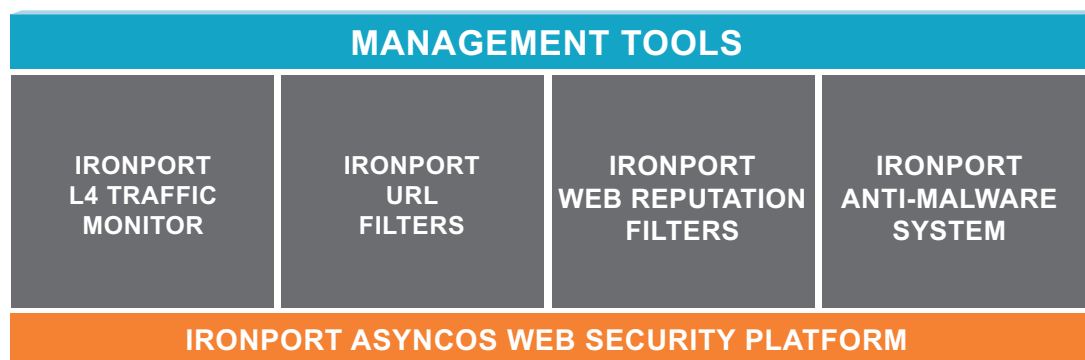 MANAGEMENT TOOLS
IRONPORT
L4 TRAFFIC
MONITOR
IRONPORT
URL
FILTERS
IRONPORT
WEB REPUTATION
FILTERS
IRONPORT
ANTI-MALWARE
SYSTEM
IRONPORT ASYNCOS WEB SECURITY PLATFORM